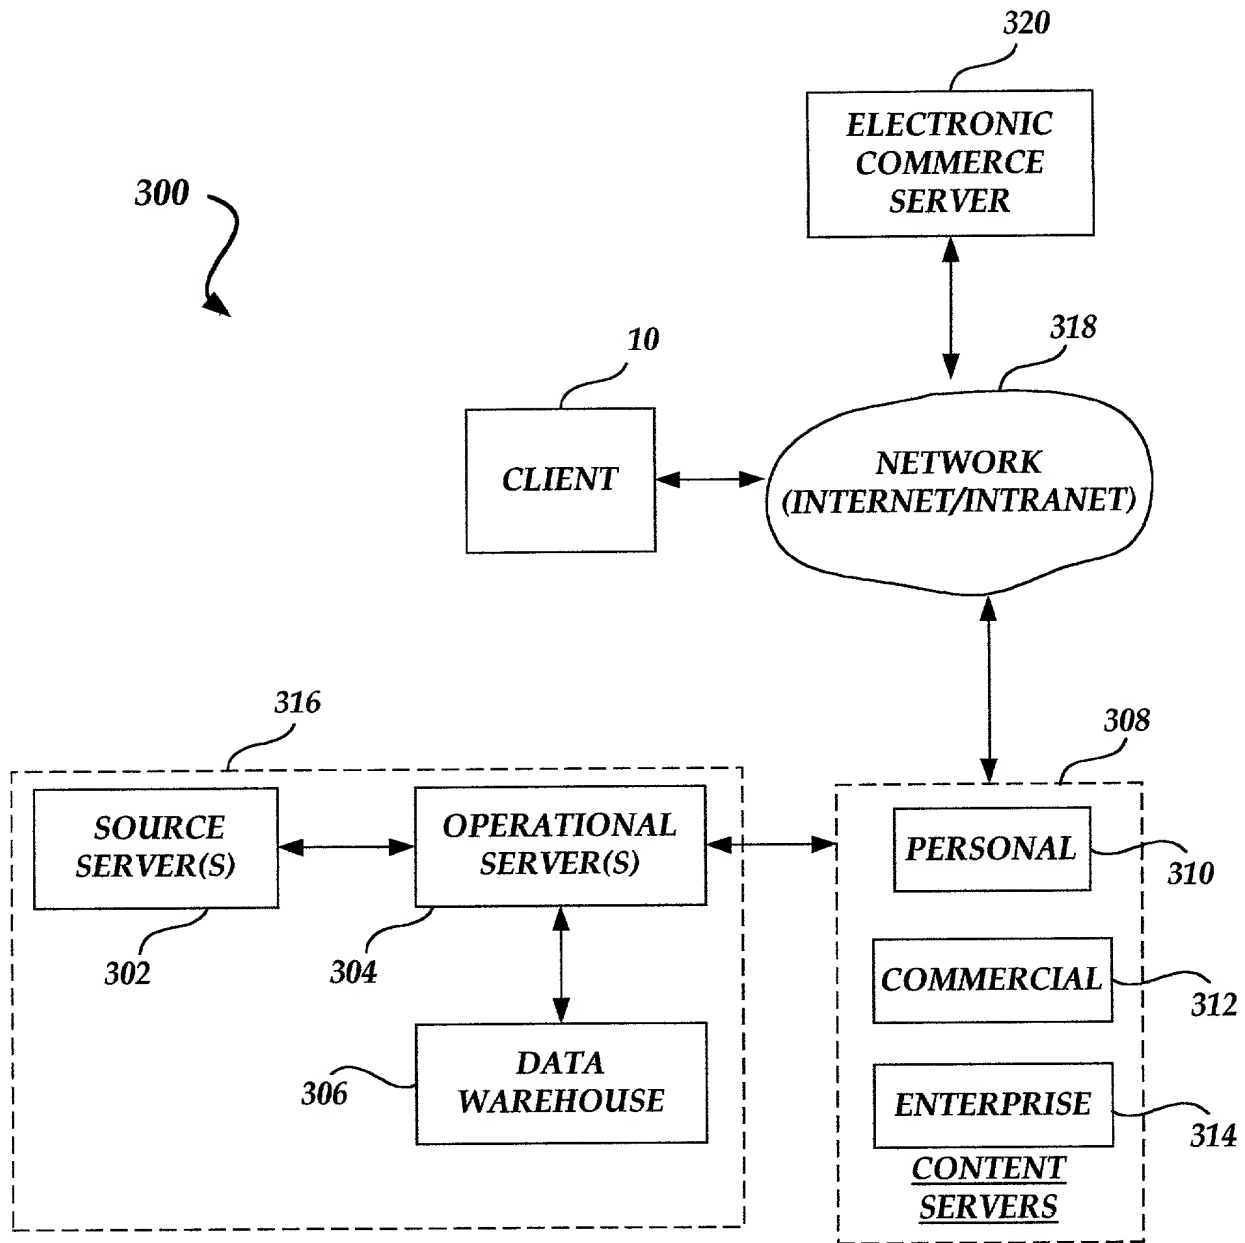 320
ELECTRONIC
COMMERCE
SERVER
300
318
10
CLIENT
NETWORK
(INTERNET/INTRANET)
316
308
SOURCE
SERVER(S)
OPERATIONAL
SERVER(S)
PERSONAL
310
302
304
COMMERCIAL
312
306
DATA
WAREHOUSE
ENTERPRISE
314
CONTENT
SERVERS